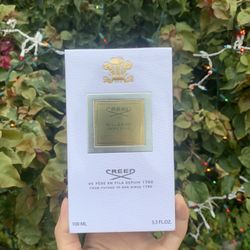 CREED
CREED
DE PÈRE EN FILS DEPUIS 1760
FROM FATHER TO SON SINCE 1760
100 ML 3.3 FL.OZ.